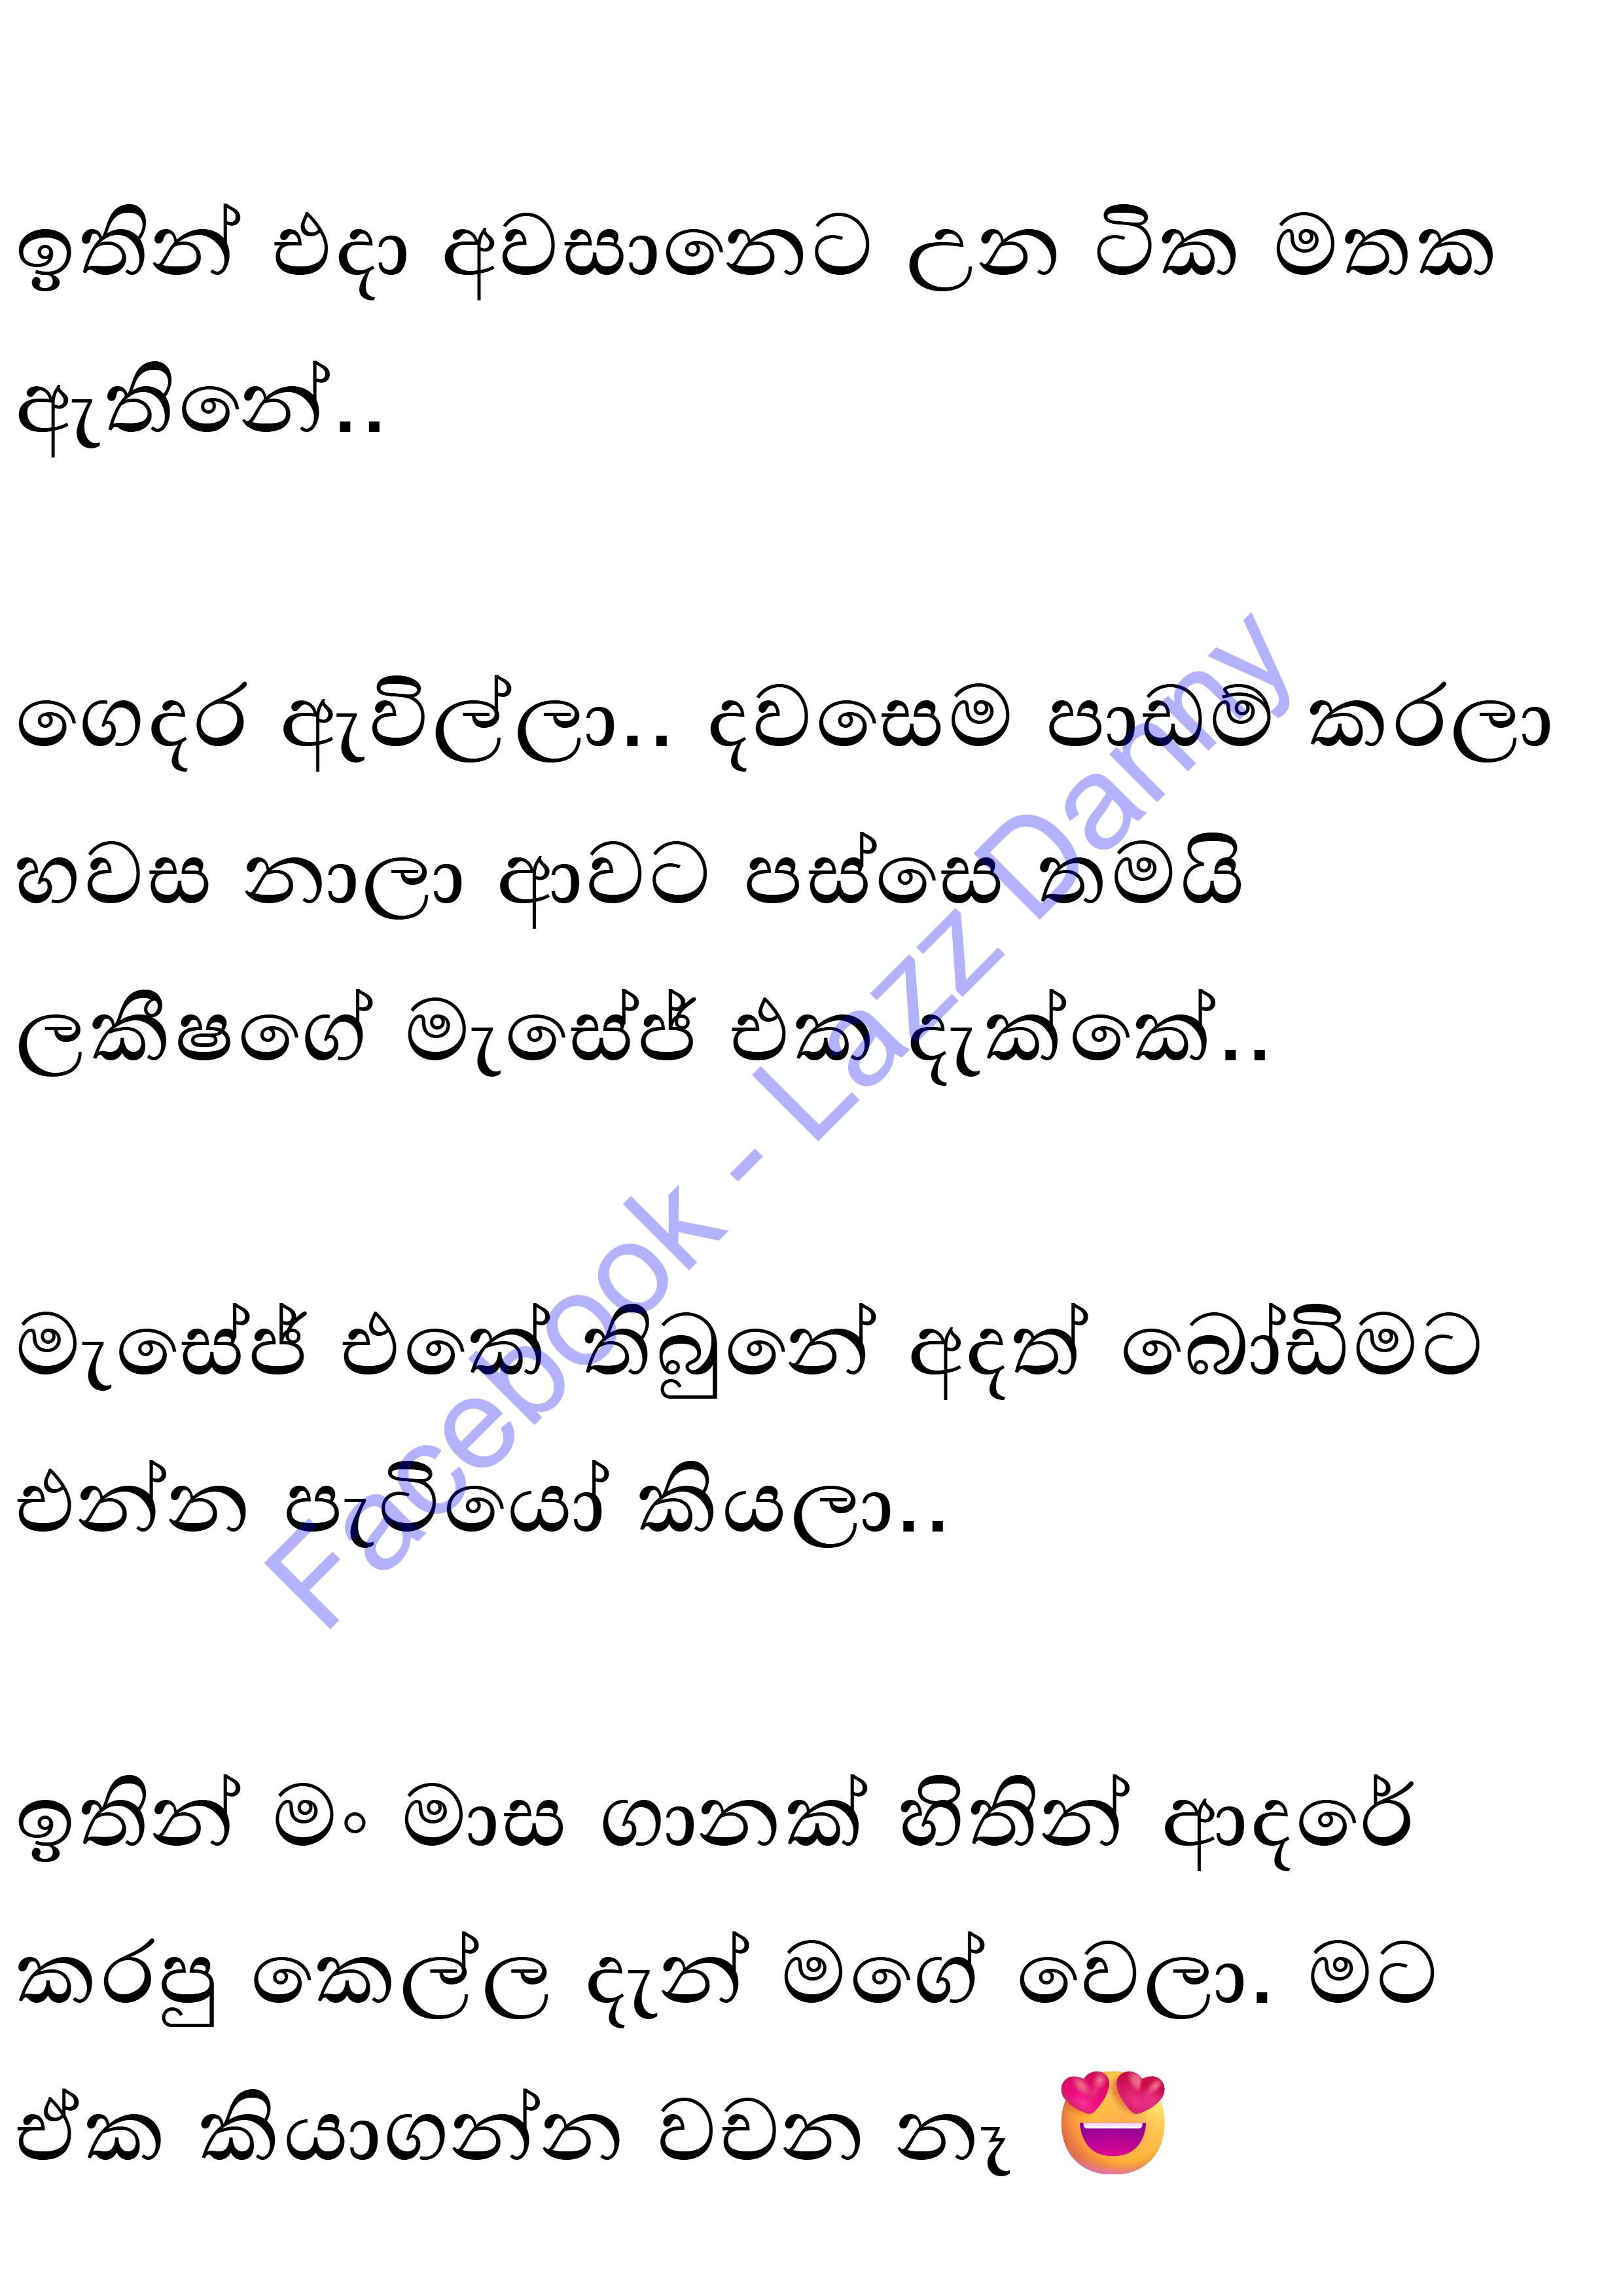 ඉතින් එදා අවසානෙට උන ටික මතක
ඇතිනේ..
ගෙදර ඇවිල්ලා.. දවසෙම පාඩම් කරලා
හවස නාලා ආවට පස්සෙ තමයි
ලකීෂගේ මැසේජ් එක දැක්කේ..
මැසේජ් එකේ තිබුනේ අදත් බෝඩිමට
එන්න පැටියෝ කියලා..
ඉතින් මං මාස ගානක් හිතින් ආදරේ
කරපු කෙල්ල දැන් මගේ වෙලා. මට
ඒක කියාගන්න වචන නෑ 😍
Facebook - Lazz Danny